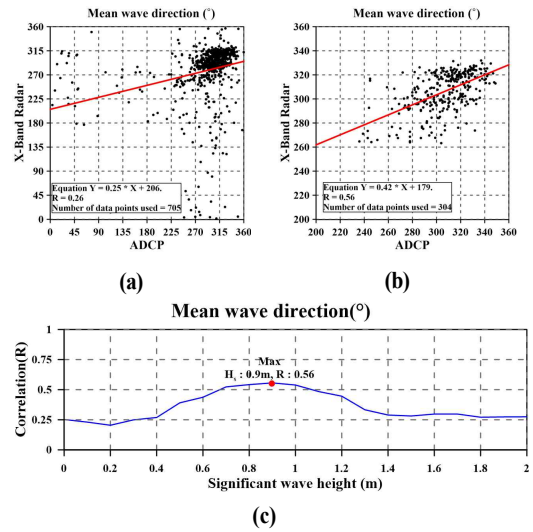 Mean wave direction (°)
X-Band Radar
360
315
270
225
180
135
90
45
0
Equation Y = 0.25 * X + 206.
R = 0.26
Number of data points used = 705
0 45 90 135 180 225 270 315 360
ADCP
(a)
Mean wave direction (°)
X-Band Radar
360
340
320
300
280
260
240
220
200
Equation Y = 0.42 * X + 179.
R = 0.56
Number of data points used = 304
200 220 240 260 280 300 320 340 360
ADCP
(b)
Mean wave direction(°)
Correlation(R)
1
0.75
0.5
0.25
0
Max
Hs : 0.9m, R : 0.56
0 0.2 0.4 0.6 0.8 1 1.2 1.4 1.6 1.8 2
Significant wave height (m)
(c)